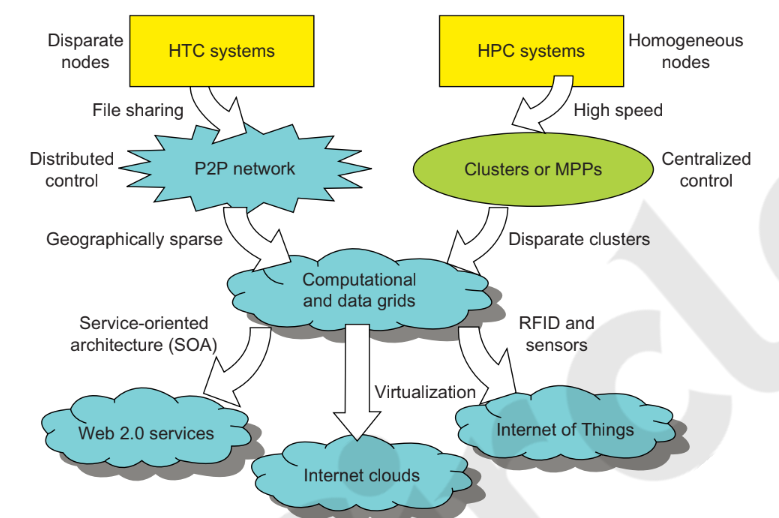 Disparate
nodes
HTC systems
HPC systems
Homogeneous
nodes
File sharing
High speed
Distributed
control
P2P network
Clusters or MPPs
Centralized
control
Geographically sparse
Disparate clusters
Computational
and data grids
Service-oriented
architecture (SOA)
RFID and
sensors
Virtualization
Web 2.0 services
Internet of Things
Internet clouds